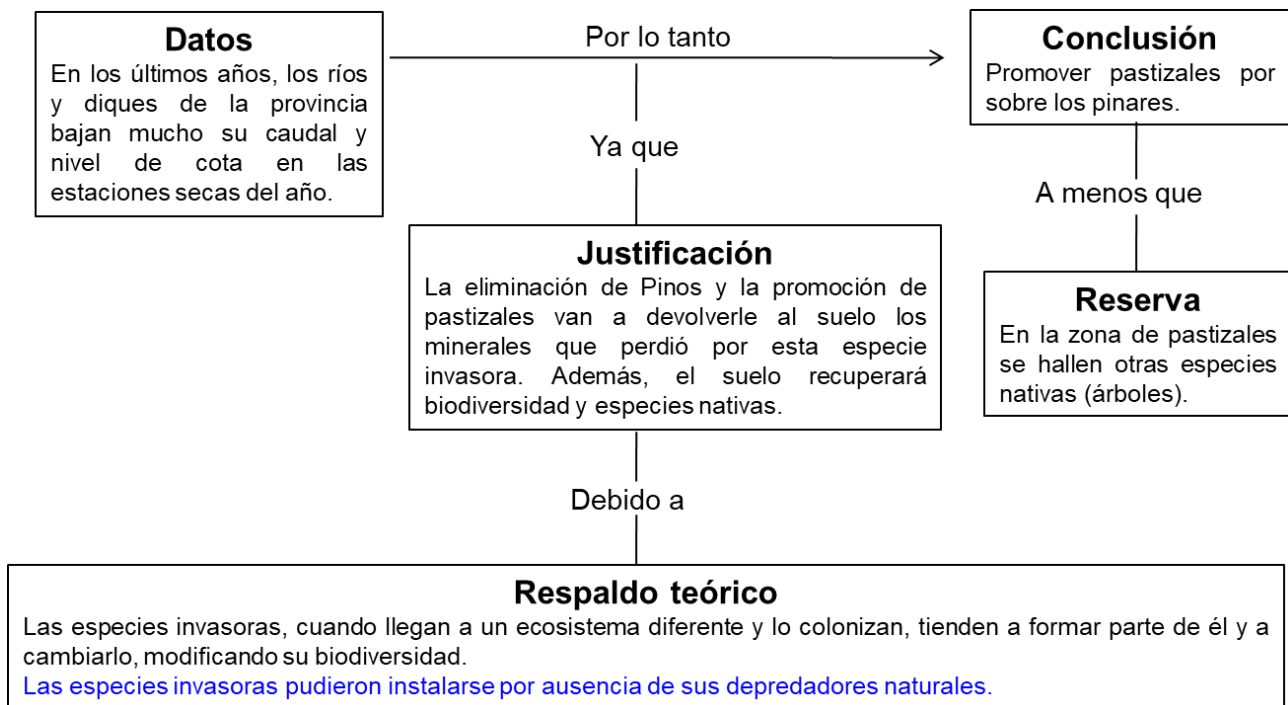 Datos
En los últimos años, los ríos
y diques de la provincia
bajan mucho su caudal y
nivel de cota en las
estaciones secas del año.
Por lo tanto
Conclusión
Promover pastizales por
sobre los pinares.
Ya que
A menos que
Justificación
La eliminación de Pinos y la promoción de
pastizales van a devolverle al suelo los
minerales que perdió por esta especie
invasora. Además, el suelo recuperará
biodiversidad y especies nativas.
Reserva
En la zona de pastizales
se hallen otras especies
nativas (árboles).
Debido a
Respaldo teórico
Las especies invasoras, cuando llegan a un ecosistema diferente y lo colonizan, tienden a formar parte de él y a
cambiarlo, modificando su biodiversidad.
Las especies invasoras pudieron instalarse por ausencia de sus depredadores naturales.